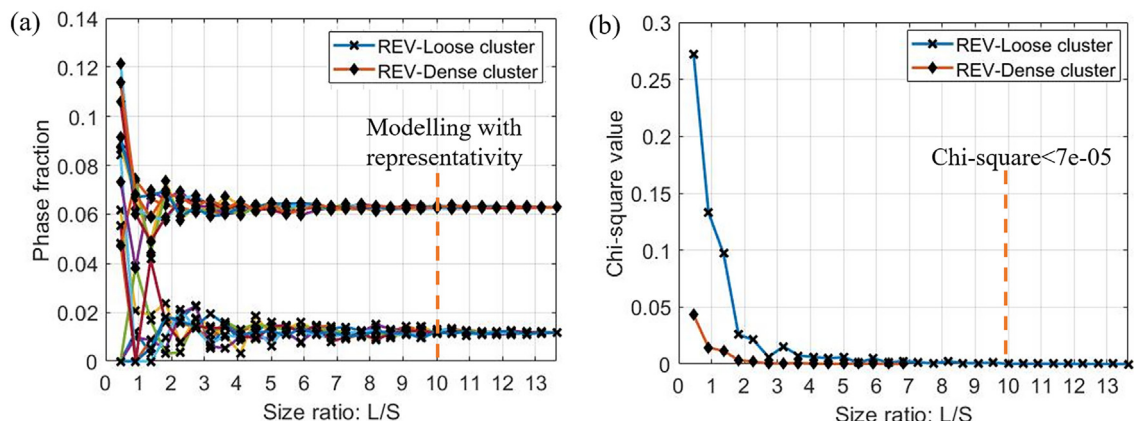 (a)
0.14
0.12
0.1
0.08
0.06
0.04
0.02
0
Phase fraction
REV-Loose cluster
REV-Dense cluster
Modelling with
representativity
0 1 2 3 4 5 6 7 8 9 10 11 12 13
Size ratio: L/S
(b)
0.3
0.25
0.2
0.15
0.1
0.05
0
Chi-square value
REV-Loose cluster
REV-Dense cluster
Chi-square<7e-05
0 1 2 3 4 5 6 7 8 9 10 11 12 13
Size ratio: L/S